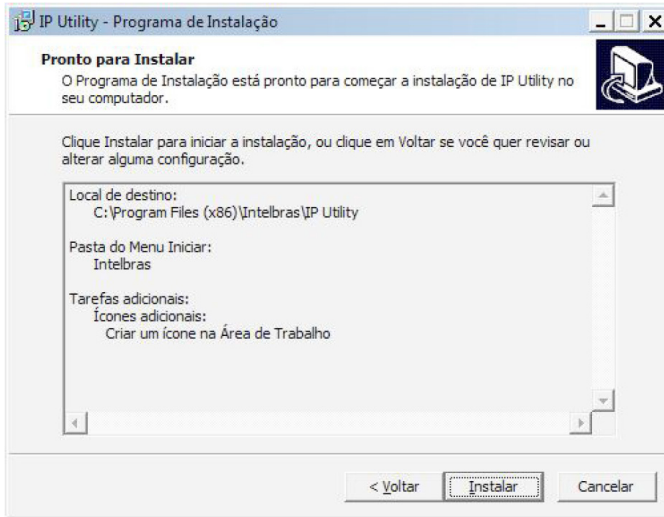 IP Utility - Programa de Instalação
Pronto para Instalar
O Programa de Instalação está pronto para começar a instalação de IP Utility no
seu computador.
Clique Instalar para iniciar a instalação, ou clique em Voltar se você quer revisar ou
alterar alguma configuração.
Local de destino:
C:\Program Files (x86)\Intelbras\IP Utility
Pasta do Menu Iniciar:
Intelbras
Tarefas adicionais:
Ícones adicionais:
Criar um ícone na Área de Trabalho
< Voltar
Instalar
Cancelar